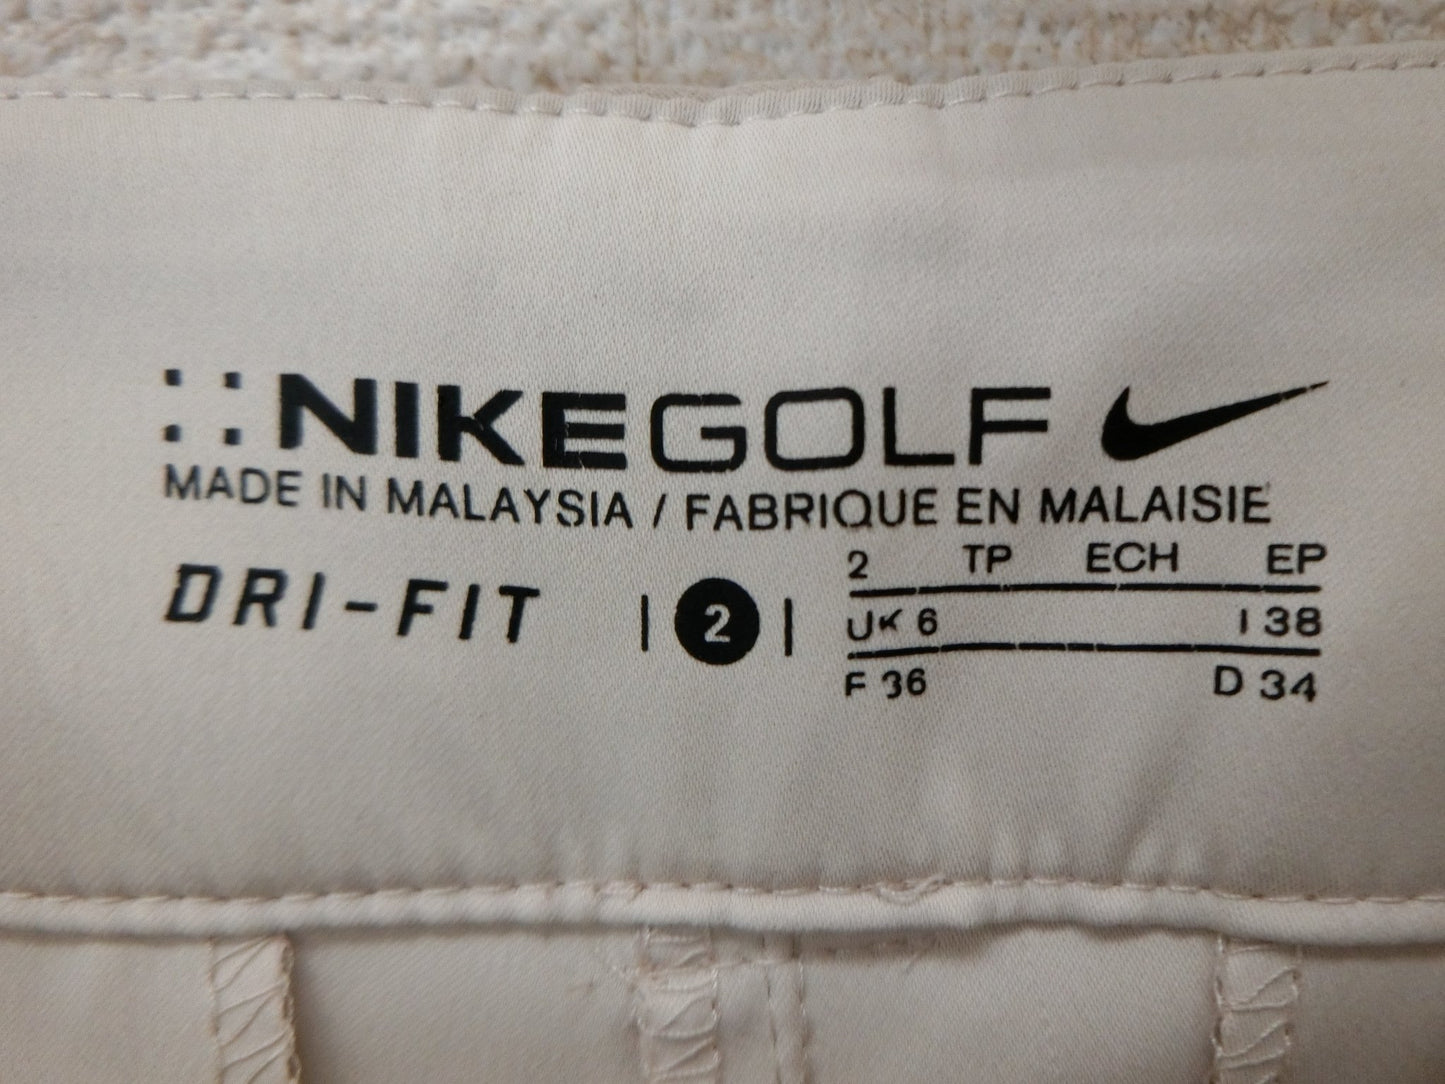 NIKEGOLF
MADE IN MALAYSIA / FABRIQUE EN MALAISIE
DRI-FIT | 2 |
2 TP ECH EP
UK 6 I 38
F 36 D 34